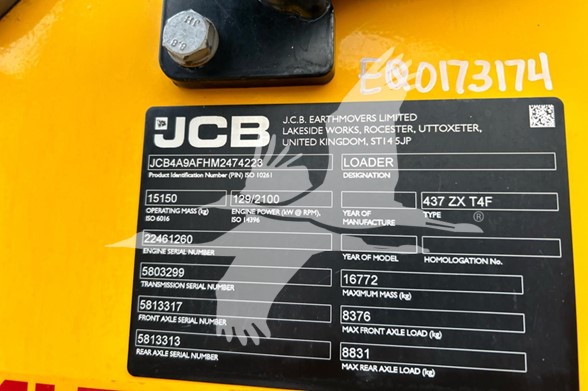 8.8
EQ0173174
JCB
J.C.B. EARTHMOVERS LIMITED
LAKESIDE WORKS, ROCESTER, UTTOXETER,
UNITED KINGDOM, ST14 5JP
JCB4A9AFHM2474223
Product Identification Number (PIN) ISO 10261
LOADER
DESIGNATION
15150
OPERATING MASS (kg)
ISO 6016
129/2100
ENGINE POWER (kW @ RPM),
ISO 14396
YEAR OF
MANUFACTURE
437 ZX T4F
TYPE
®
22461260
ENGINE SERIAL NUMBER
YEAR OF MODEL
HOMOLOGATION No.
5803299
TRANSMISSION SERIAL NUMBER
16772
MAXIMUM MASS (kg)
5813317
FRONT AXLE SERIAL NUMBER
8376
MAX FRONT AXLE LOAD (kg)
5813313
REAR AXLE SERIAL NUMBER
8831
MAX REAR AXLE LOAD (kg)